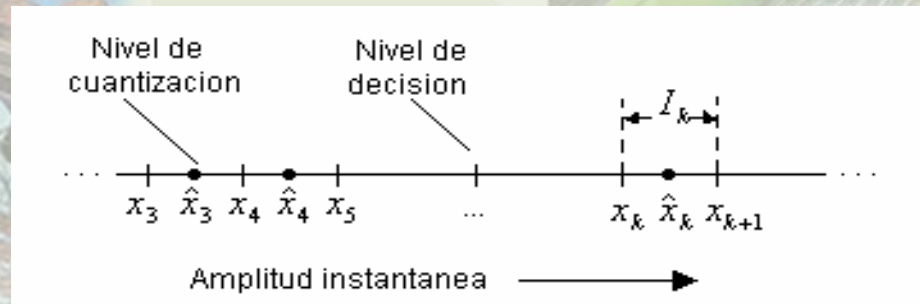 Nivel de
cuantizacion
Nivel de
decision
I_k
... x_3 x̂_3 x_4 x̂_4 x_5 ... x_k x̂_k x_{k+1} ...
Amplitud instantanea